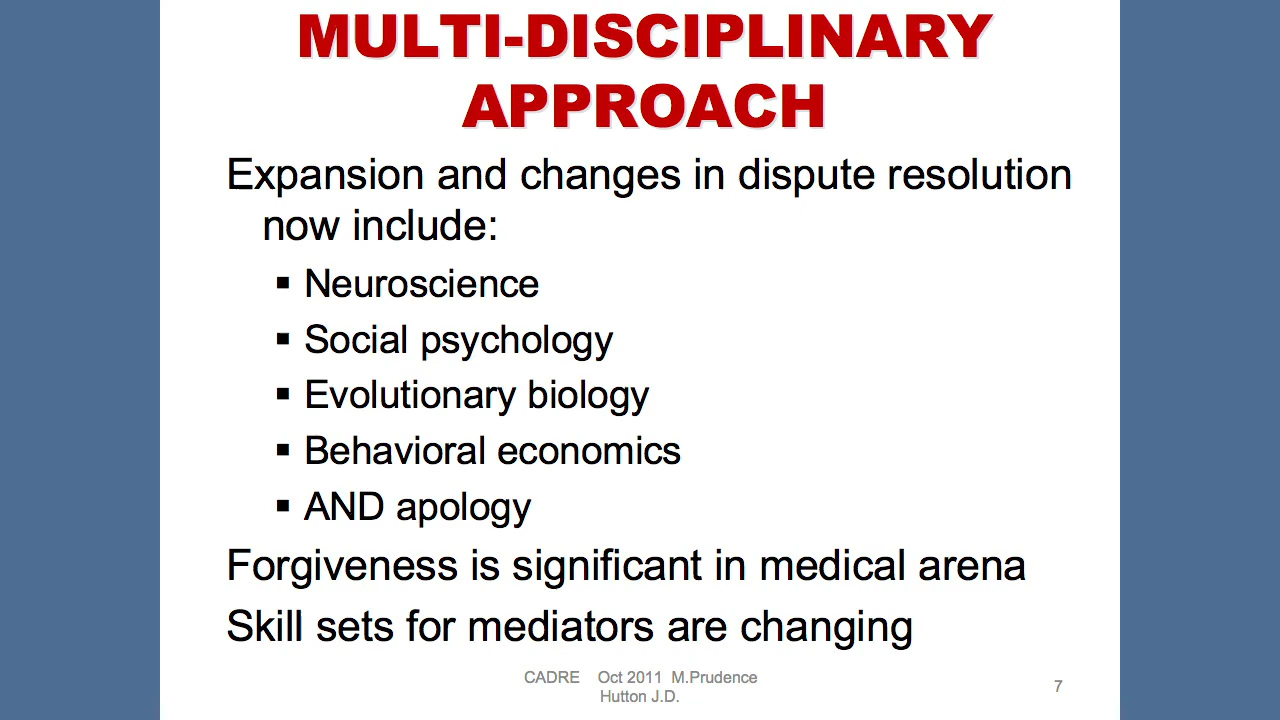 MULTI-DISCIPLINARY
APPROACH
Expansion and changes in dispute resolution
now include:
▪ Neuroscience
▪ Social psychology
▪ Evolutionary biology
▪ Behavioral economics
▪ AND apology
Forgiveness is significant in medical arena
Skill sets for mediators are changing
CADRE Oct 2011 M.Prudence
Hutton J.D.
7